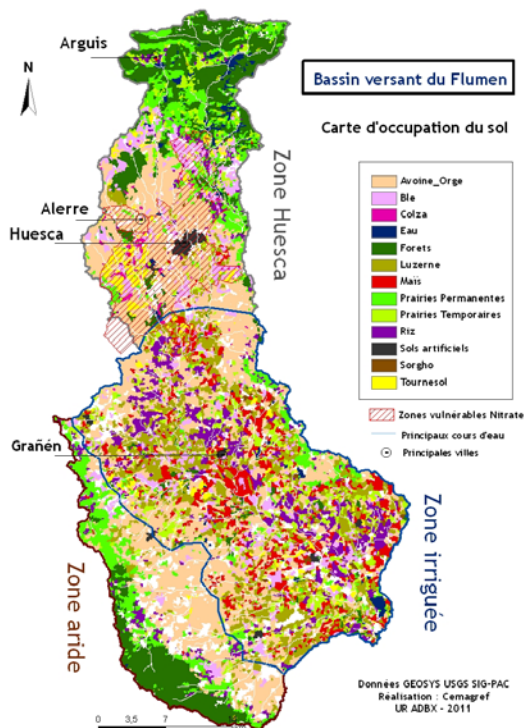 Arguis
N
Bassin versant du Flumen
Carte d'occupation du sol
Zone Huesca
Alerre
Huesca
Avoine_Orge
Ble
Colza
Eau
Forets
Luzerne
Maïs
Prairies Permanentes
Prairies Temporaires
Riz
Sols artificiels
Sorgho
Tournesol
Zones vulnérables Nitrate
Principaux cours d'eau
Principales villes
Grañén
Zone irriguée
Zone aride
Données GEOSYS USGS SIG-PAC
Réalisation : Cemagref
UR ADBX - 2011
0 3,5 7